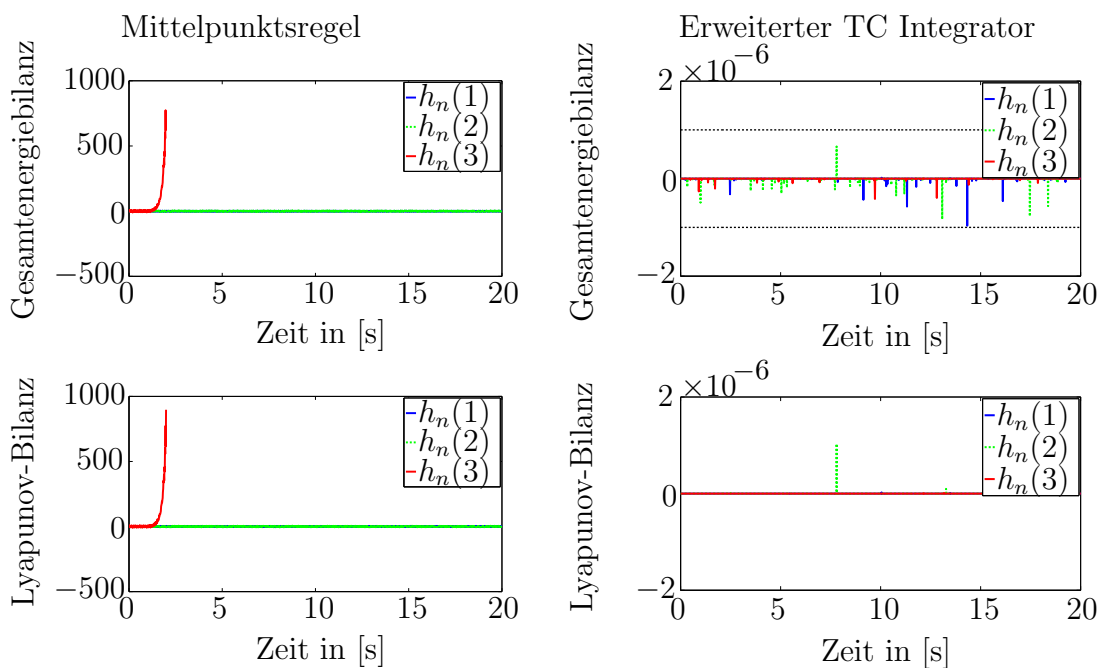 Mittelpunktsregel
Gesamtenergiebilanz
1000
500
0
−500
0
5
10
15
20
Zeit in [s]
h_n(1)
h_n(2)
h_n(3)
Erweiterter TC Integrator
Gesamtenergiebilanz
×10⁻⁶
2
0
−2
0
5
10
15
20
Zeit in [s]
h_n(1)
h_n(2)
h_n(3)
Lyapunov-Bilanz
1000
500
0
−500
0
5
10
15
20
Zeit in [s]
h_n(1)
h_n(2)
h_n(3)
Lyapunov-Bilanz
×10⁻⁶
2
0
−2
0
5
10
15
20
Zeit in [s]
h_n(1)
h_n(2)
h_n(3)